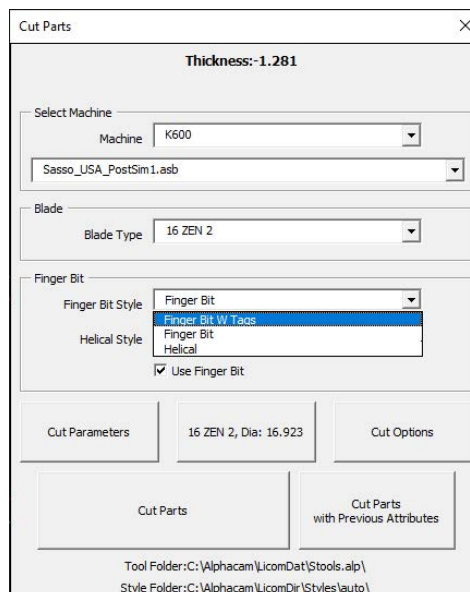 Cut Parts
Thickness:-1.281
Select Machine
Machine K600
Sasso_USA_PostSim1.asb
Blade
Blade Type 16 ZEN 2
Finger Bit
Finger Bit Style Finger Bit
Finger Bit W Tags
Finger Bit
Helical Style
Helical
Use Finger Bit
Cut Parameters 16 ZEN 2, Dia: 16.923 Cut Options
Cut Parts
Cut Parts
with Previous Attributes
Tool Folder:C:\Alphacam\LicomDat\Stools.alp\
Style Folder:C:\Alphacam\LicomDir\Styles\auto\